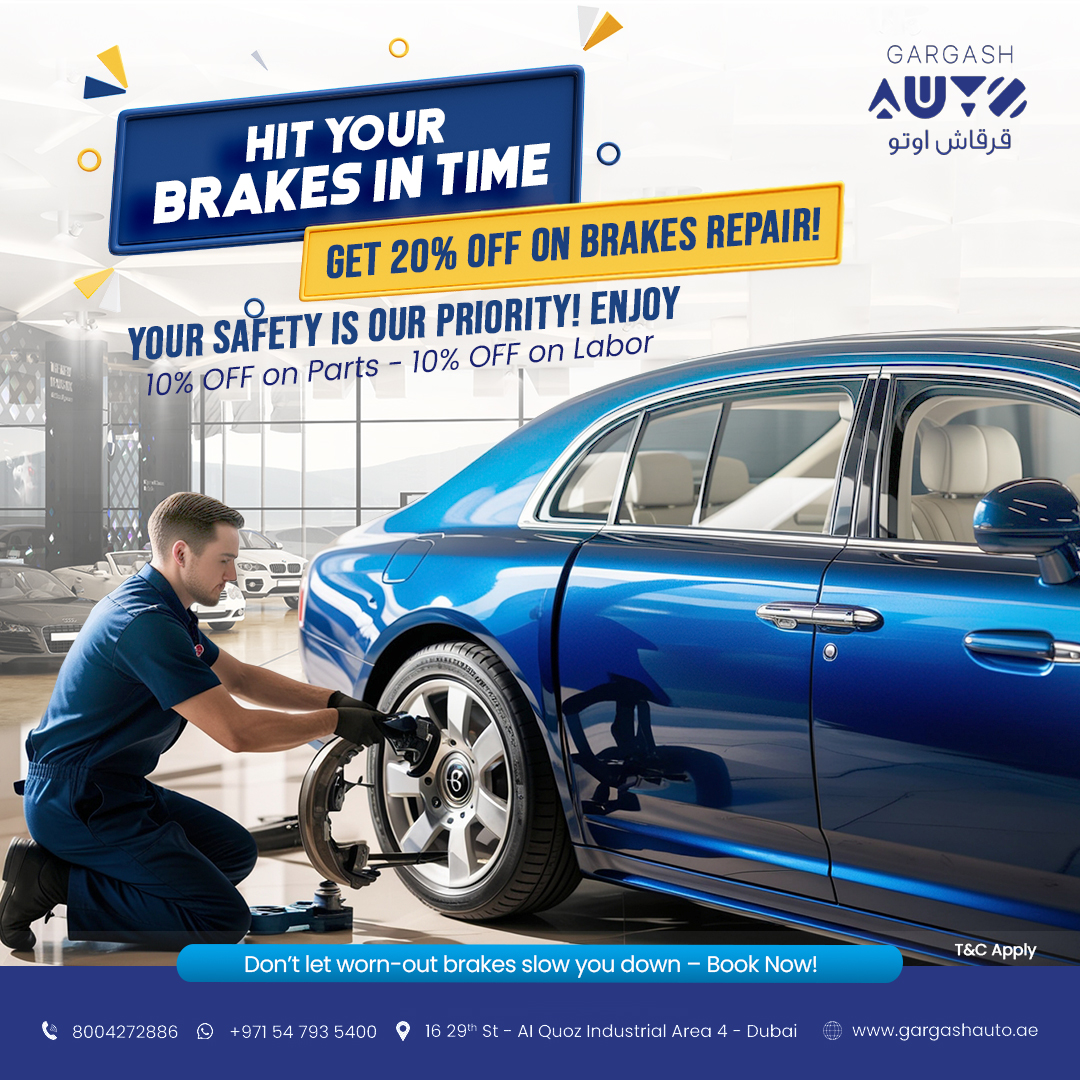 GARGASH
AUTO
قرقاش اوتو
HIT YOUR
BRAKES IN TIME
GET 20% OFF ON BRAKES REPAIR!
YOUR SAFETY IS OUR PRIORITY! ENJOY
10% OFF on Parts - 10% OFF on Labor
B
T&C Apply
Don't let worn-out brakes slow you down – Book Now!
8004272886 +971 54 793 5400 16 29th St - Al Quoz Industrial Area 4 - Dubai www.gargashauto.ae